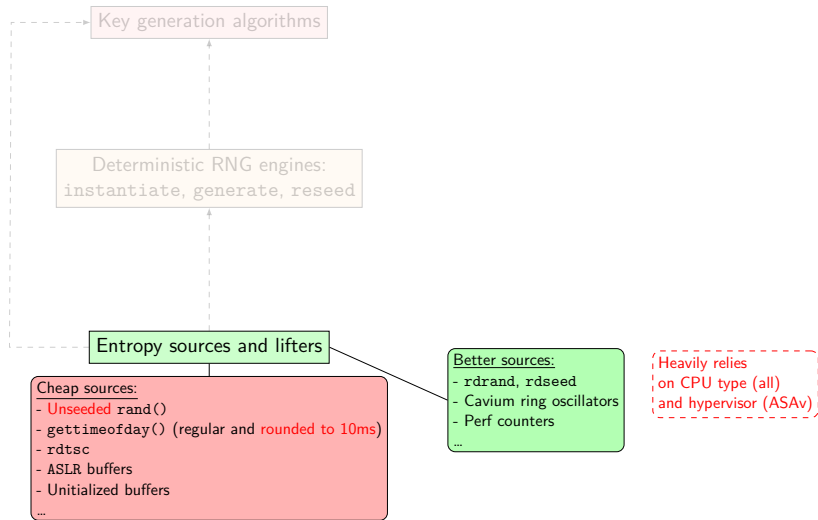 Key generation algorithms
Deterministic RNG engines:
instantiate, generate, reseed
Entropy sources and lifters
Cheap sources:
- Unseeded rand()
- gettimeofday() (regular and rounded to 10ms)
- rdtsc
- ASLR buffers
- Unitialized buffers
...
Better sources:
- rdrand, rdseed
- Cavium ring oscillators
- Perf counters
...
Heavily relies
on CPU type (all)
and hypervisor (ASAv)